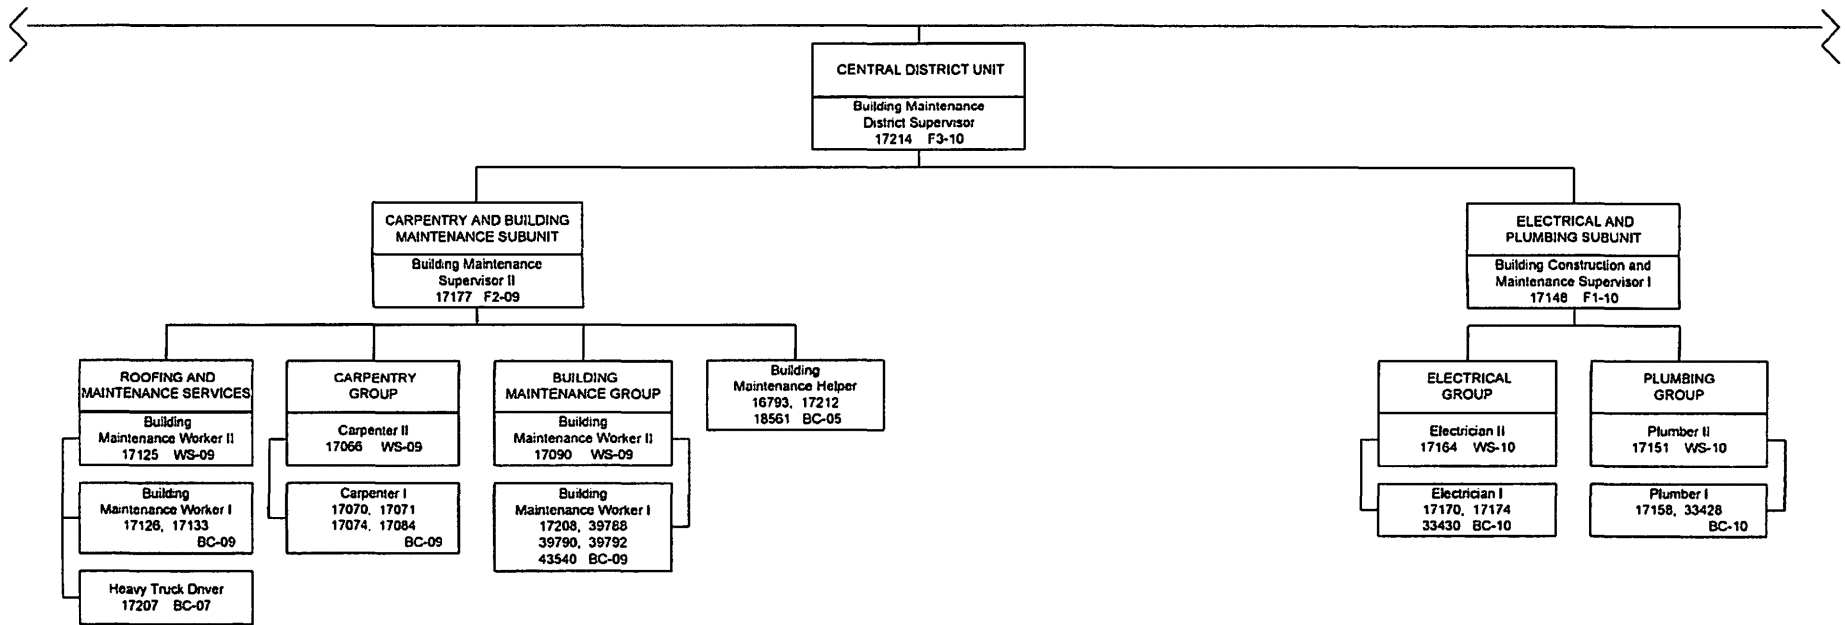 CENTRAL DISTRICT UNIT
Building Maintenance
District Supervisor
17214 F3-10
CARPENTRY AND BUILDING
MAINTENANCE SUBUNIT
Building Maintenance
Supervisor II
17177 F2-09
ELECTRICAL AND
PLUMBING SUBUNIT
Building Construction and
Maintenance Supervisor I
17148 F1-10
ROOFING AND
MAINTENANCE SERVICES
Building
Maintenance Worker II
17125 WS-09
Building
Maintenance Worker I
17126, 17133
BC-09
Heavy Truck Driver
17207 BC-07
CARPENTRY
GROUP
Carpenter II
17066 WS-09
Carpenter I
17070, 17071
17074, 17084
BC-09
BUILDING
MAINTENANCE GROUP
Building
Maintenance Worker II
17090 WS-09
Building
Maintenance Worker I
17208, 39788
39790, 39792
43540 BC-09
Building
Maintenance Helper
16793, 17212
18561 BC-05
ELECTRICAL
GROUP
Electrician II
17164 WS-10
Electrician I
17170, 17174
33430 BC-10
PLUMBING
GROUP
Plumber II
17151 WS-10
Plumber I
17158, 33428
BC-10